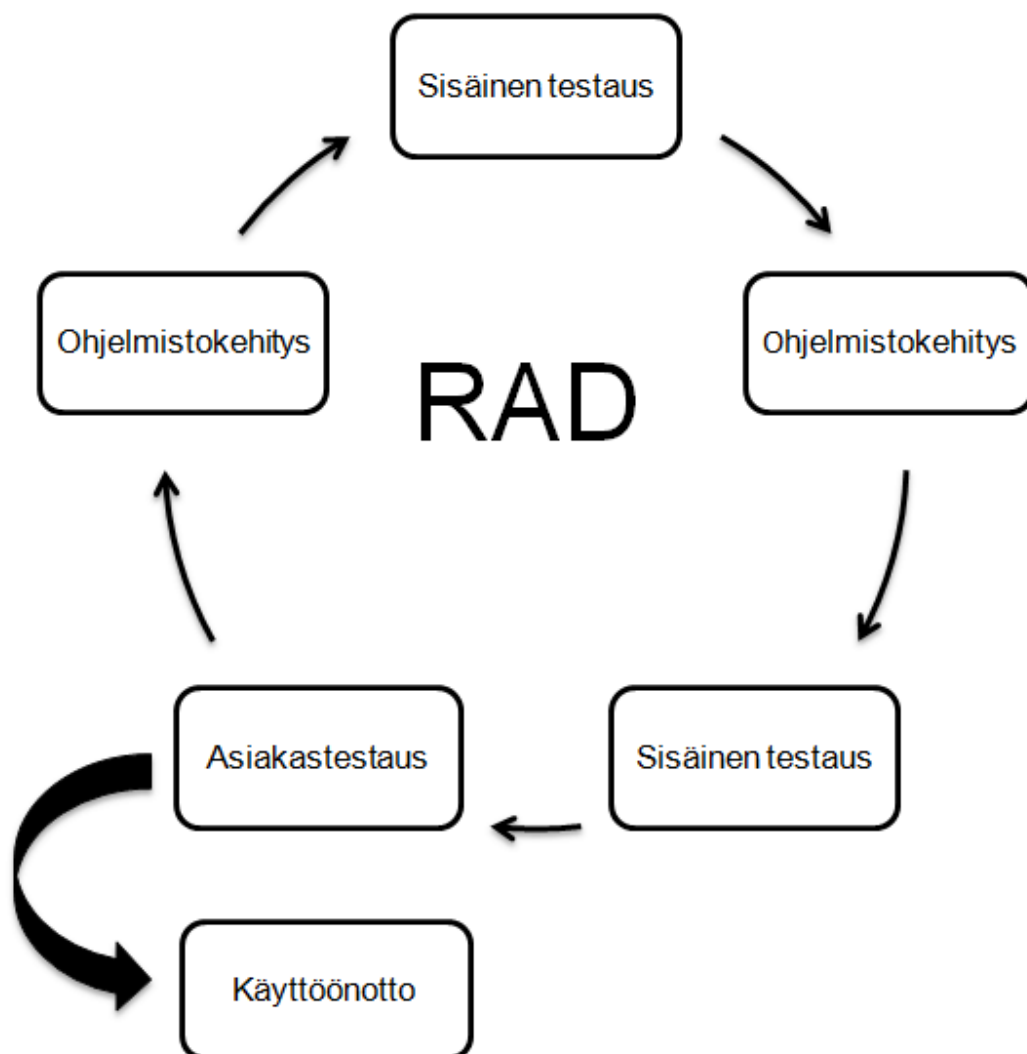 Sisäinen testaus
Ohjelmistokehitys
Ohjelmistokehitys
RAD
Asiakastestaus
Sisäinen testaus
Käyttöönotto